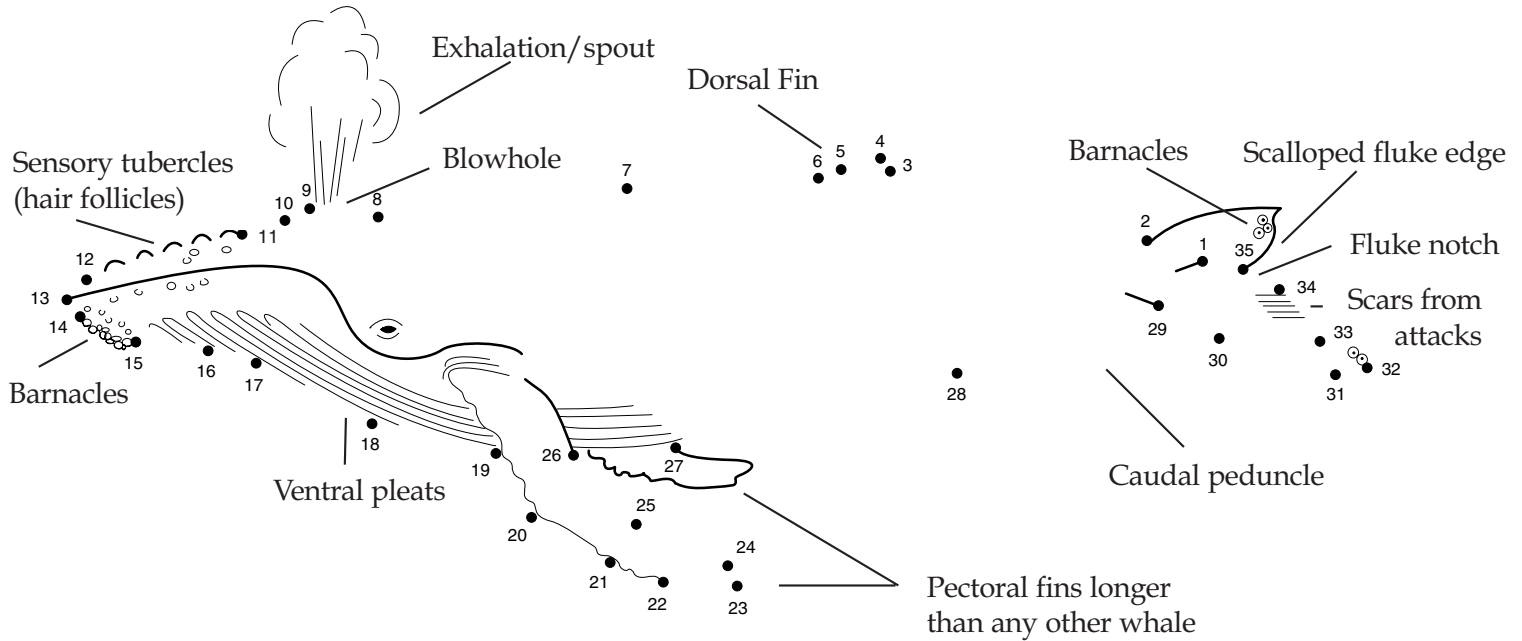 Exhalation/spout
Dorsal Fin
Sensory tubercles
(hair follicles)
Blowhole
Barnacles
Scalloped fluke edge
Fluke notch
Scars from
attacks
Barnacles
Ventral pleats
Caudal peduncle
Pectoral fins longer
than any other whale
1
2
3
4
5
6
7
8
9
10
11
12
13
14
15
16
17
18
19
20
21
22
23
24
25
26
27
28
29
30
31
32
33
34
35